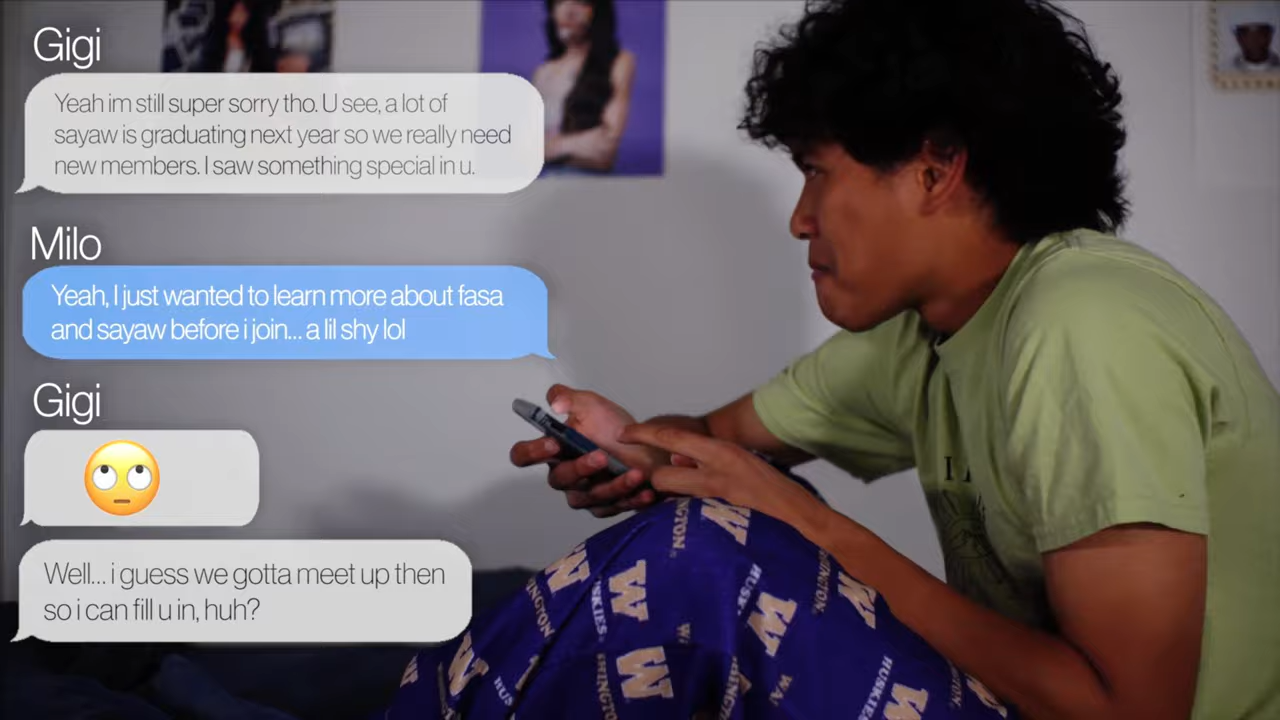 Gigi
Yeah im still super sorry tho. U see, a lot of
sayaw is graduating next year so we really need
new members. I saw something special in u.
Milo
Yeah, I just wanted to learn more about fasa
and sayaw before i join... a lil shy lol
Gigi
🙄
Well... i guess we gotta meet up then
so i can fill u in, huh?
W
WASHINGTON
HUSKIES